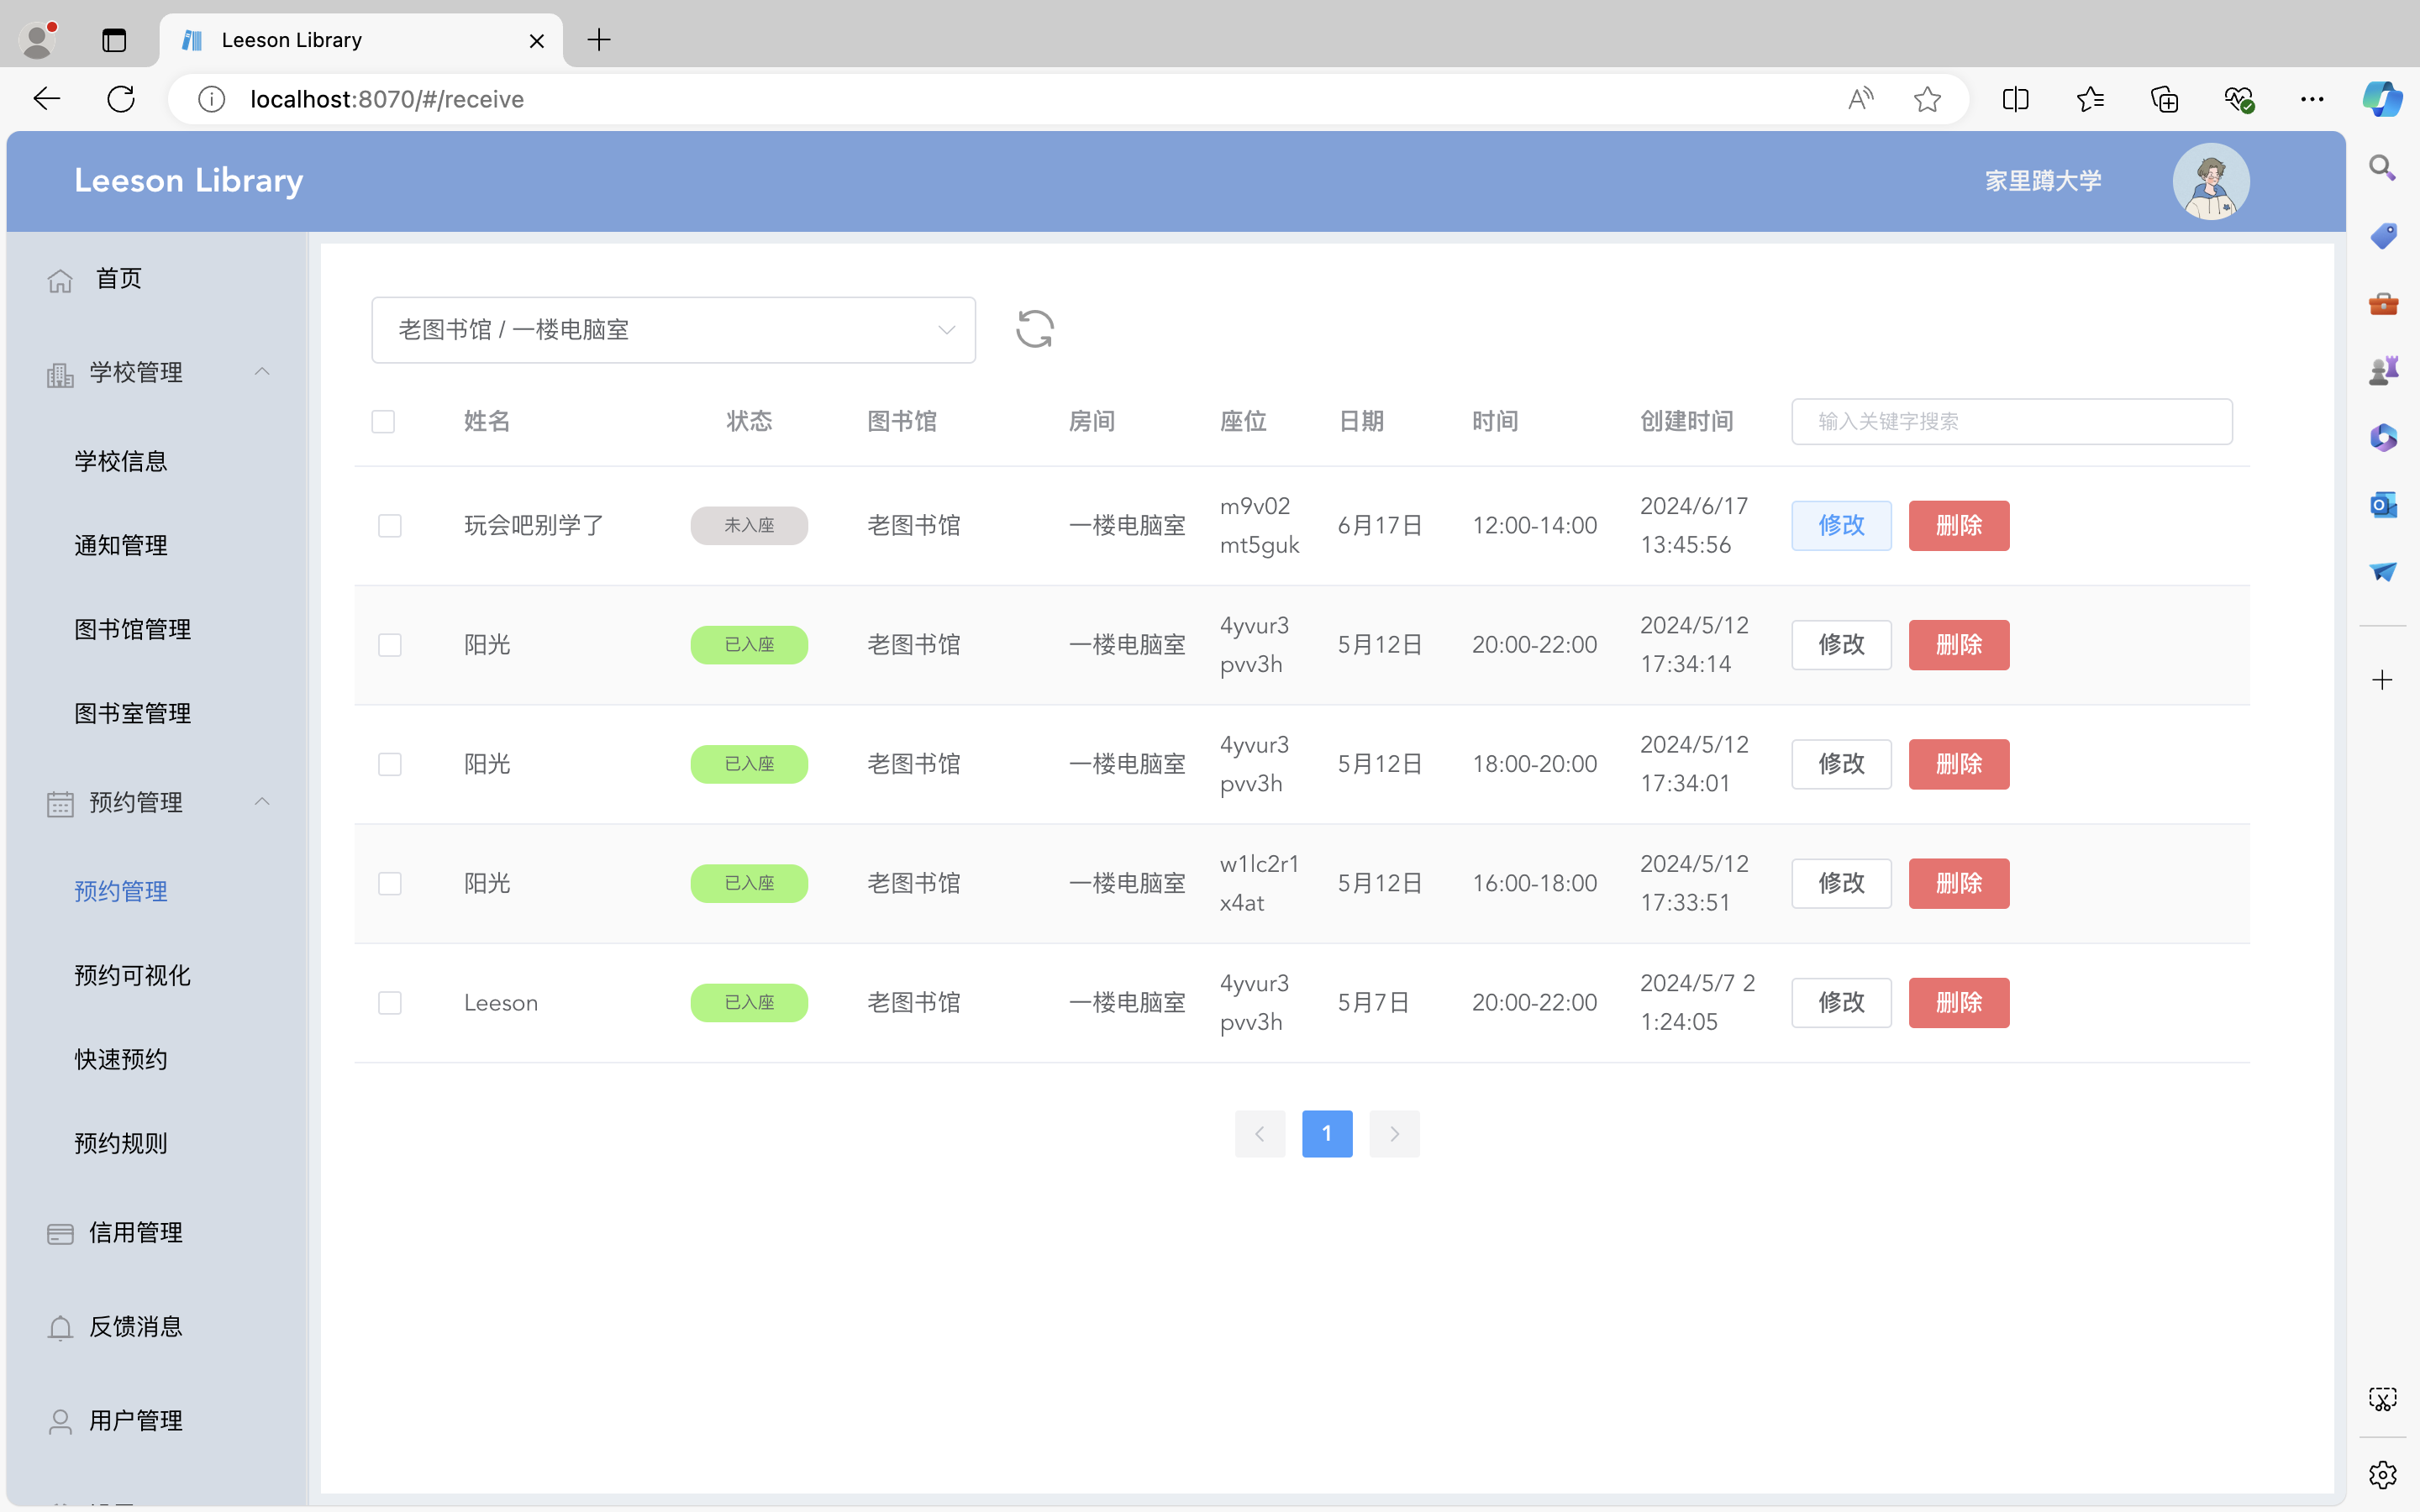 Leeson Library
localhost:8070/#/receive
Leeson Library
家里蹲大学
首页
学校管理
学校信息
通知管理
图书馆管理
图书室管理
预约管理
预约管理
预约可视化
快速预约
预约规则
信用管理
反馈消息
用户管理
老图书馆 / 一楼电脑室
姓名 状态 图书馆 房间 座位 日期 时间 创建时间 输入关键字搜索
玩会吧别学了 未入座 老图书馆 一楼电脑室 m9v02 6月17日 12:00-14:00 2024/6/17 修改 删除
mt5guk 13:45:56
阳光 已入座 老图书馆 一楼电脑室 4yvur3 5月12日 20:00-22:00 2024/5/12 修改 删除
pvv3h 17:34:14
阳光 已入座 老图书馆 一楼电脑室 4yvur3 5月12日 18:00-20:00 2024/5/12 修改 删除
pvv3h 17:34:01
阳光 已入座 老图书馆 一楼电脑室 w1lc2r1 5月12日 16:00-18:00 2024/5/12 修改 删除
x4at 17:33:51
Leeson 已入座 老图书馆 一楼电脑室 4yvur3 5月7日 20:00-22:00 2024/5/7 2 修改 删除
pvv3h 1:24:05
1